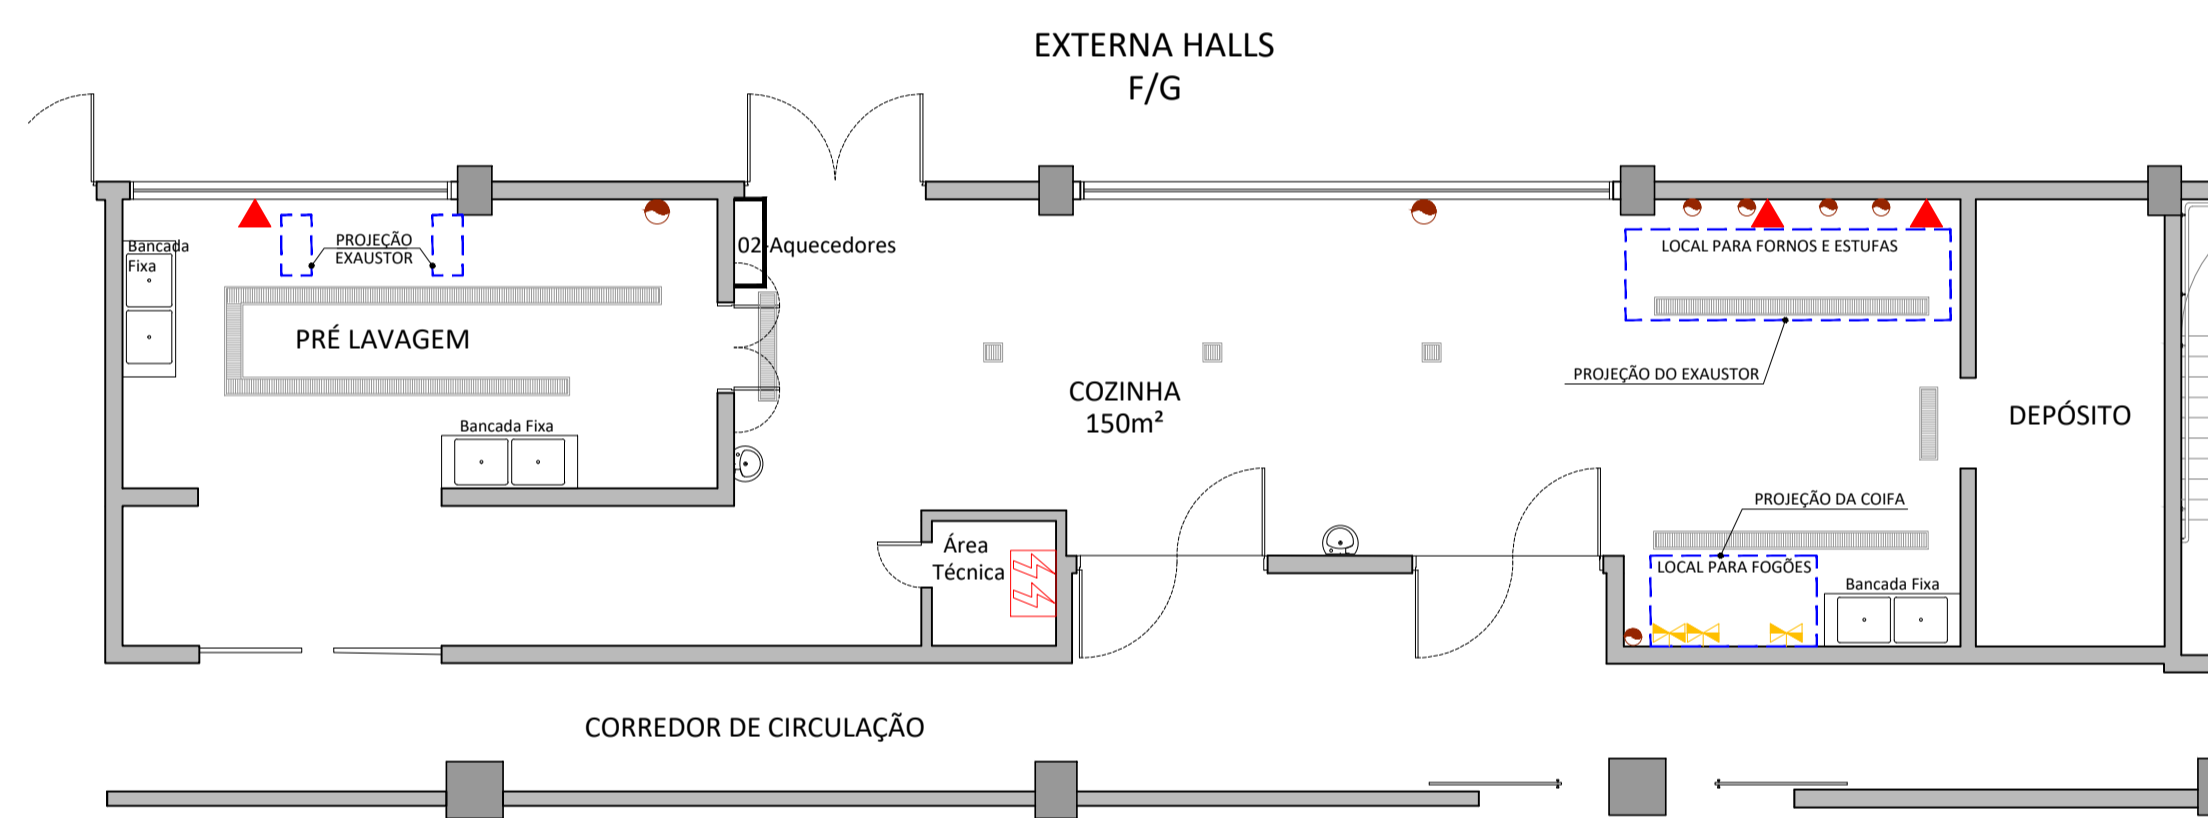 EXTERNA HALLS
F/G
Bancada
Fixa
PROJEÇÃO
EXAUSTOR
02-Aquecedores
LOCAL PARA FORNOS E ESTUFAS
PRÉ LAVAGEM
PROJEÇÃO DO EXAUSTOR
COZINHA
150m²
DEPÓSITO
Bancada Fixa
PROJEÇÃO DA COIFA
Área
Técnica
LOCAL PARA FOGÕES
Bancada Fixa
CORREDOR DE CIRCULAÇÃO